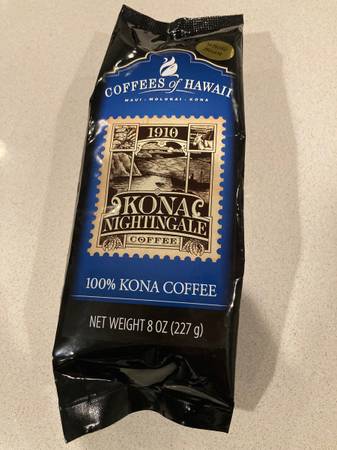 COFFEES of HAWAII
MAUI · MOLOKAI · KONA
1910
KONA
NIGHTINGALE
COFFEE
100% KONA COFFEE
NET WEIGHT 8 OZ (227 g)